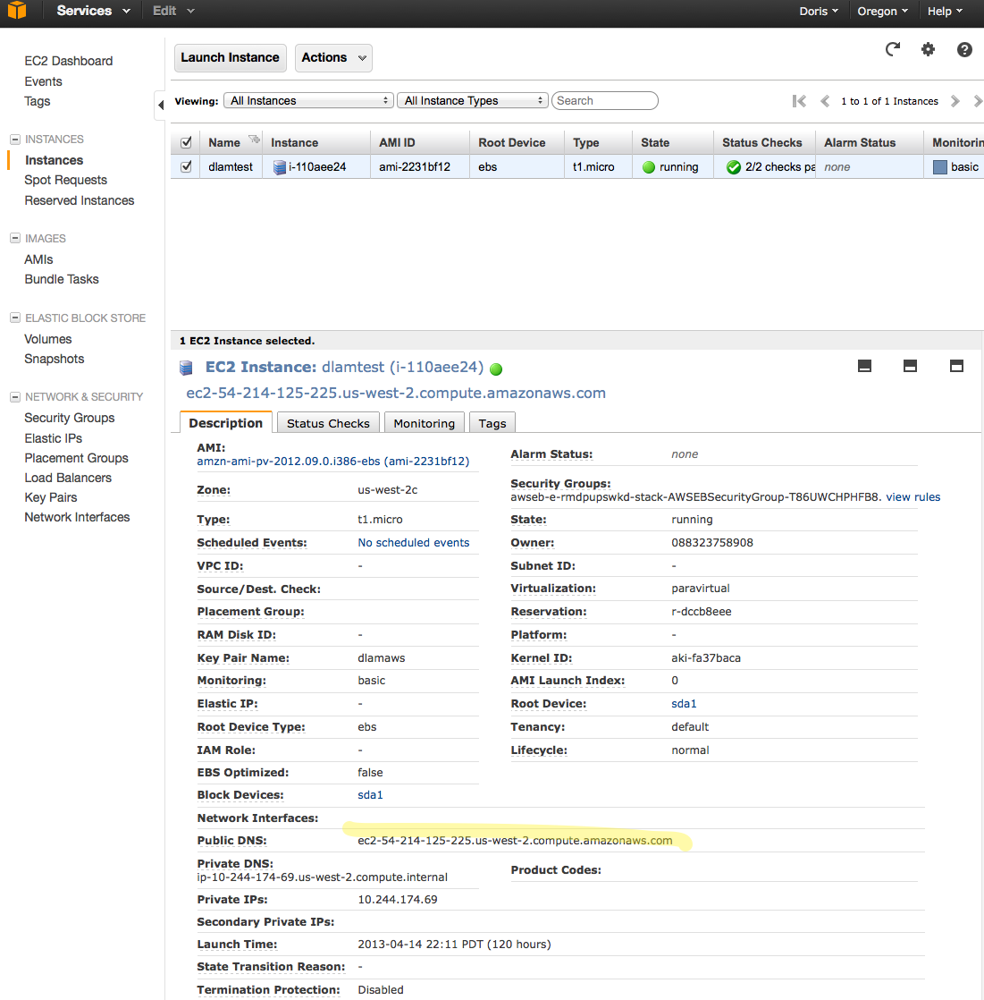 Services Edit Doris Oregon Help
EC2 Dashboard
Events
Tags
INSTANCES
Instances
Spot Requests
Reserved Instances
IMAGES
AMIs
Bundle Tasks
ELASTIC BLOCK STORE
Volumes
Snapshots
NETWORK & SECURITY
Security Groups
Elastic IPs
Placement Groups
Load Balancers
Key Pairs
Network Interfaces
Launch Instance Actions
Viewing: All Instances All Instance Types Search 1 to 1 of 1 Instances
Name Instance AMI ID Root Device Type State Status Checks Alarm Status Monitorin
dlamtest i-110aee24 ami-2231bf12 ebs t1.micro running 2/2 checks pa none basic
1 EC2 Instance selected.
EC2 Instance: dlamtest (i-110aee24)
ec2-54-214-125-225.us-west-2.compute.amazonaws.com
Description Status Checks Monitoring Tags
AMI:
amzn-ami-pv-2012.09.0.i386-ebs (ami-2231bf12)
Alarm Status: none
Zone: us-west-2c
Security Groups:
awseb-e-rmdpupswkd-stack-AWSEBSecurityGroup-T86UWCHPHFB8. view rules
Type: t1.micro State: running
Scheduled Events: No scheduled events Owner: 088323758908
VPC ID: - Subnet ID: -
Source/Dest. Check: Virtualization: paravirtual
Placement Group: Reservation: r-dccb8eee
RAM Disk ID: - Platform: -
Key Pair Name: dlamaws Kernel ID: aki-fa37baca
Monitoring: basic AMI Launch Index: 0
Elastic IP: - Root Device: sda1
Root Device Type: ebs Tenancy: default
IAM Role: - Lifecycle: normal
EBS Optimized: false
Block Devices: sda1
Network Interfaces:
Public DNS: ec2-54-214-125-225.us-west-2.compute.amazonaws.com
Private DNS:
ip-10-244-174-69.us-west-2.compute.internal
Product Codes:
Private IPs: 10.244.174.69
Secondary Private IPs:
Launch Time: 2013-04-14 22:11 PDT (120 hours)
State Transition Reason: -
Termination Protection: Disabled